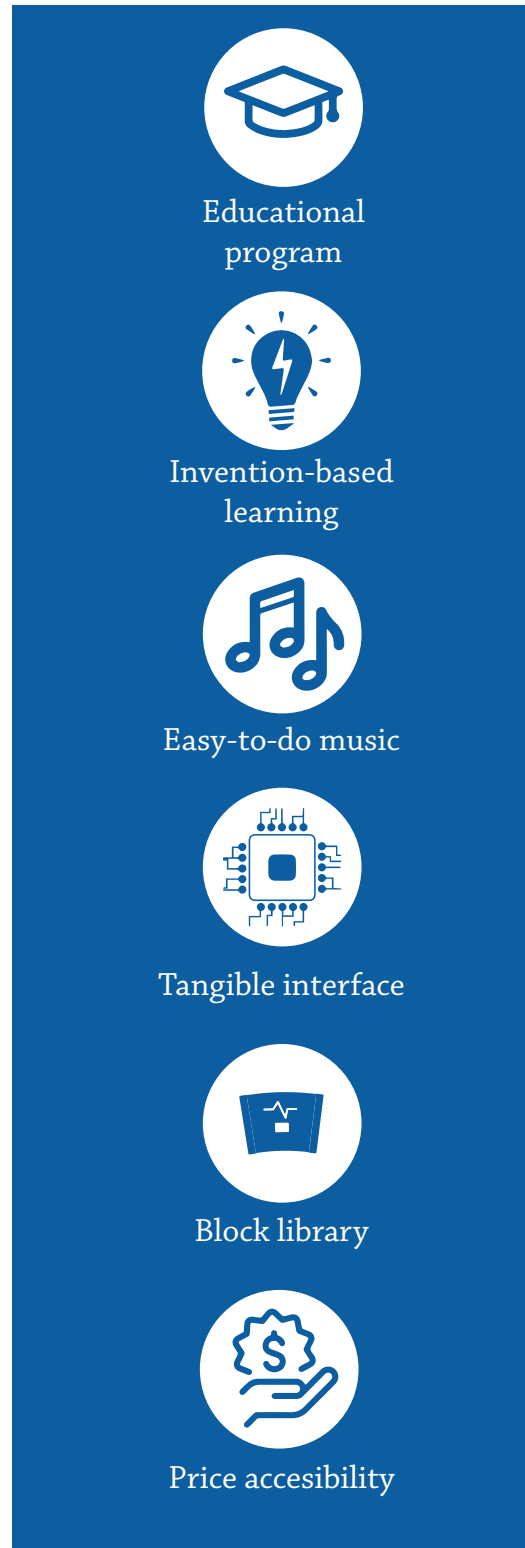 Educational
program
Invention-based
learning
Easy-to-do music
Tangible interface
Block library
$
Price accesibility